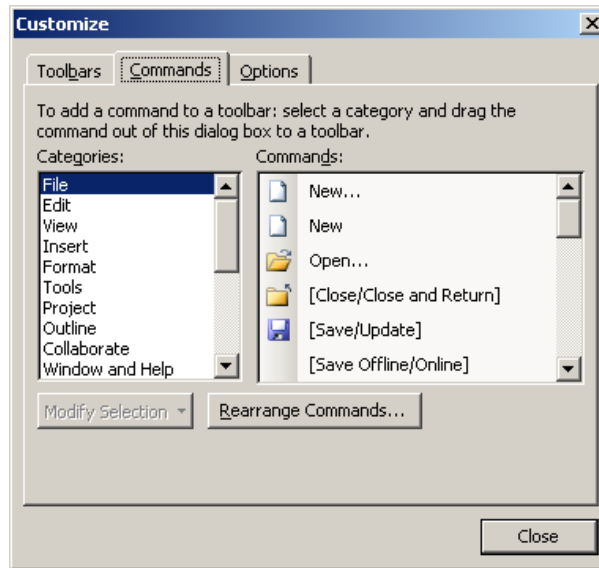 Customize
Toolbars Commands Options
To add a command to a toolbar: select a category and drag the
command out of this dialog box to a toolbar.
Categories: Commands:
File
Edit
View
Insert
Format
Tools
Project
Outline
Collaborate
Window and Help
New...
New
Open...
[Close/Close and Return]
[Save/Update]
[Save Offline/Online]
Modify Selection Rearrange Commands...
Close